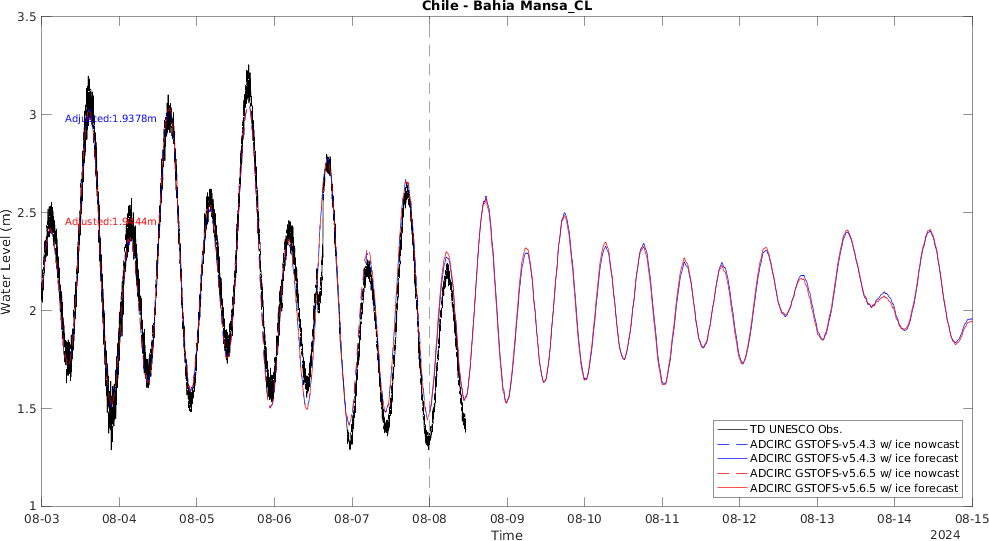 Chile - Bahia Mansa_CL
3.5
3
2.5
2
1.5
1
Water Level (m)
Adjusted:1.9378m
TD UNESCO Obs.
ADCIRC GSTOFS-v5.4.3 w/ ice nowcast
ADCIRC GSTOFS-v5.4.3 w/ ice forecast
ADCIRC GSTOFS-v5.6.5 w/ ice nowcast
ADCIRC GSTOFS-v5.6.5 w/ ice forecast
08-03 08-04 08-05 08-06 08-07 08-08 08-09 08-10 08-11 08-12 08-13 08-14 08-15
Time
2024